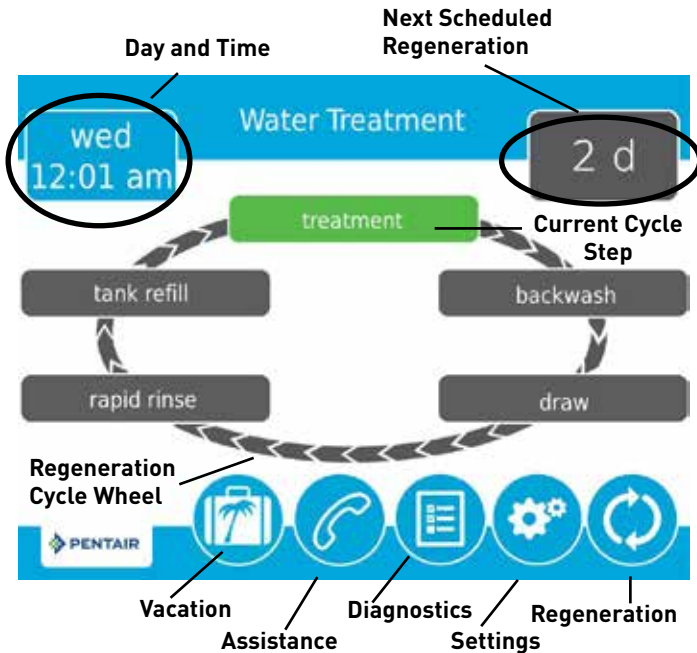 Next Scheduled
Regeneration
Day and Time
wed
12:01 am
Water Treatment
2 d
treatment
Current Cycle
Step
tank refill
backwash
rapid rinse
draw
Regeneration
Cycle Wheel
PENTAIR
Vacation
Assistance
Diagnostics
Settings
Regeneration